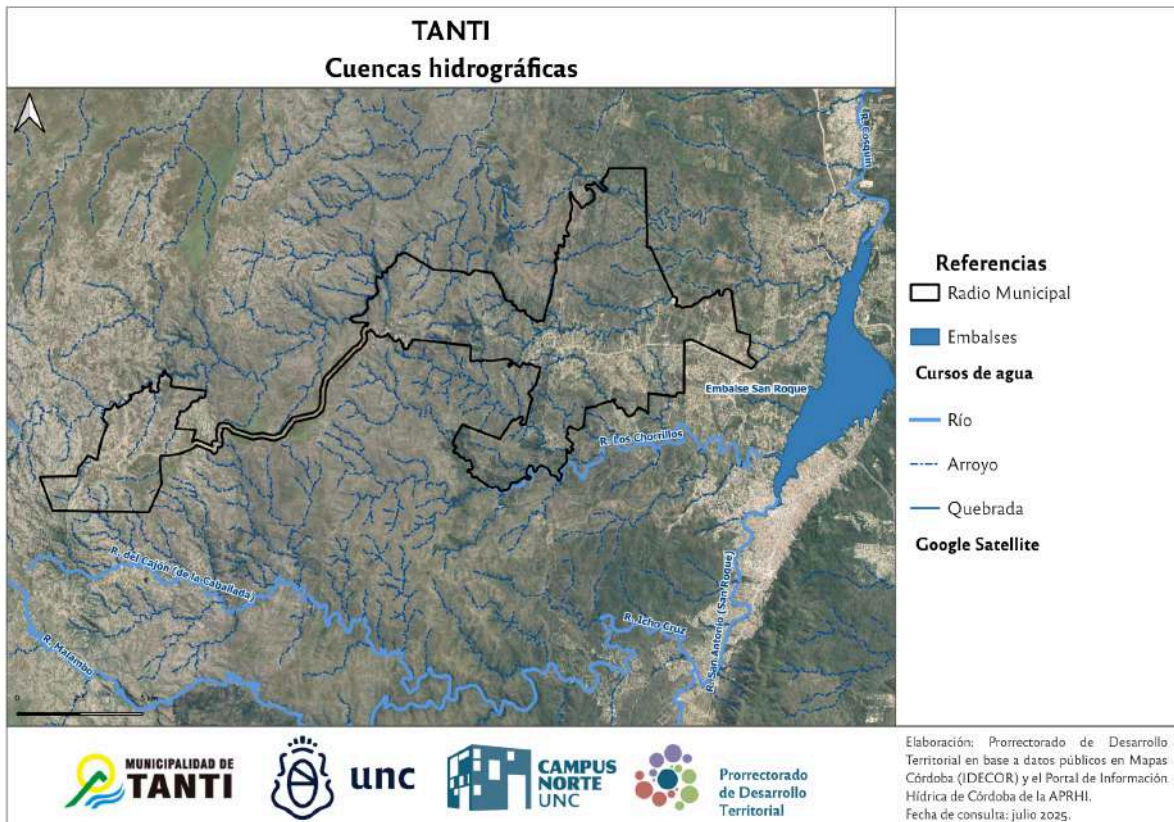 TANTI
Cuencas hidrográficas
R. Cosquín
Embalse San Roque
R. Los Chorrillos
R. del Cajón (de la Caballada)
R. Icho Cruz
R. San Antonio (San Roque)
R. Malambo
0
5 km
Referencias
Radio Municipal
Embalses
Cursos de agua
Río
Arroyo
Quebrada
Google Satellite
MUNICIPALIDAD DE
TANTI
unc
CAMPUS
NORTE
UNC
Prorrectorado
de Desarrollo
Territorial
Elaboración: Prorrectorado de Desarrollo
Territorial en base a datos públicos en Mapas
Córdoba (IDECOR) y el Portal de Información
Hídrica de Córdoba de la APRHI.
Fecha de consulta: julio 2025.